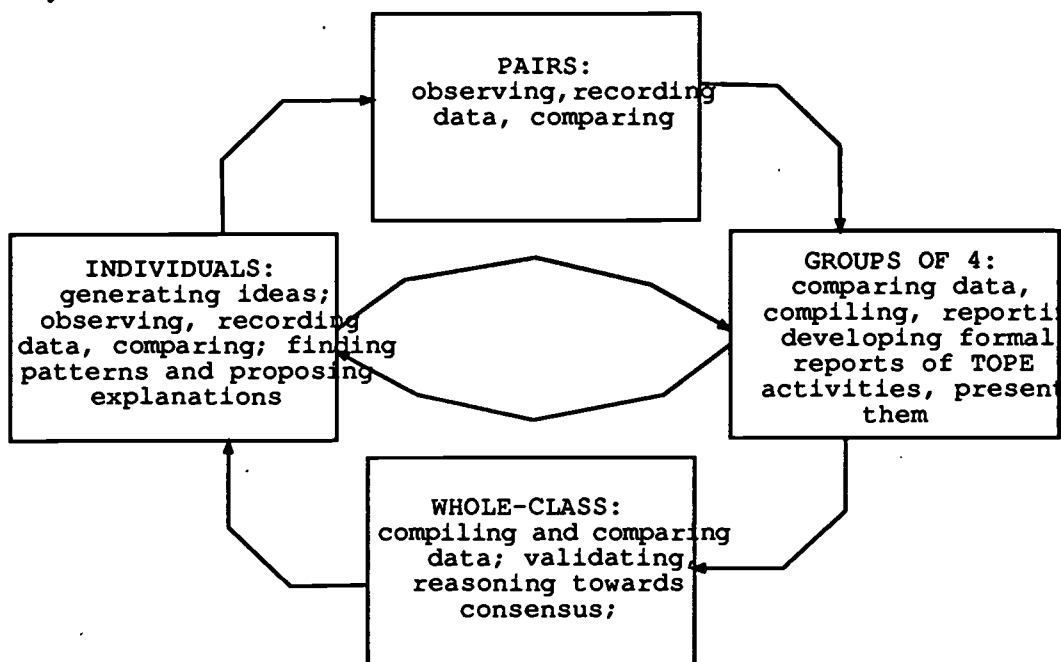 PAIRS:
observing, recording
data, comparing
INDIVIDUALS:
generating ideas;
observing, recording
data, comparing; finding
patterns and proposing
explanations
GROUPS OF 4:
comparing data,
compiling, reporti
developing formal
reports of TOPE
activities, present
them
WHOLE-CLASS:
compiling and comparing
data; validating,
reasoning towards
consensus;